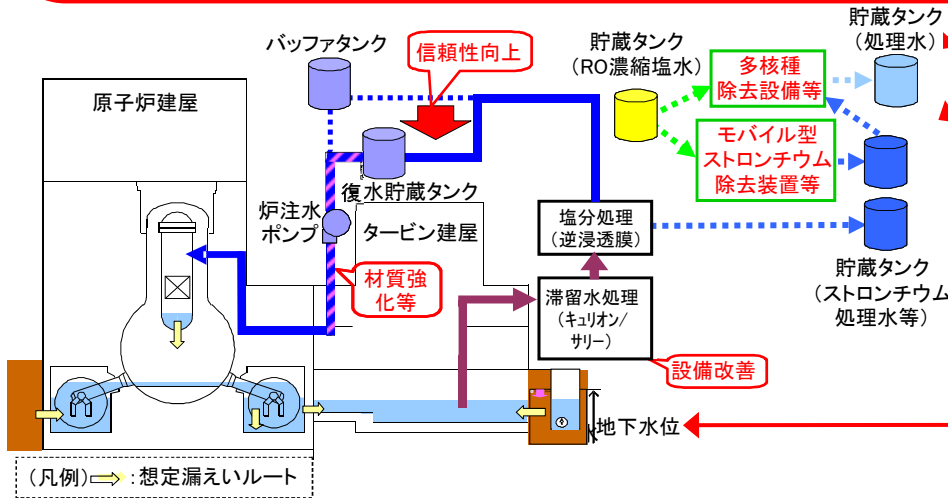 バッファタンク
信頼性向上
貯蔵タンク
(RO濃縮塩水)
多核種
除去設備等
貯蔵タンク
(処理水)
原子炉建屋
モバイル型
ストロンチウム
除去装置等
復水貯蔵タンク
炉注水
ポンプ
タービン建屋
塩分処理
(逆浸透膜)
材質強
化等
滞留水処理
(キュリオン/
サリー)
貯蔵タンク
(ストロンチウム
処理水等)
設備改善
地下水位
(凡例) :想定漏えいルート